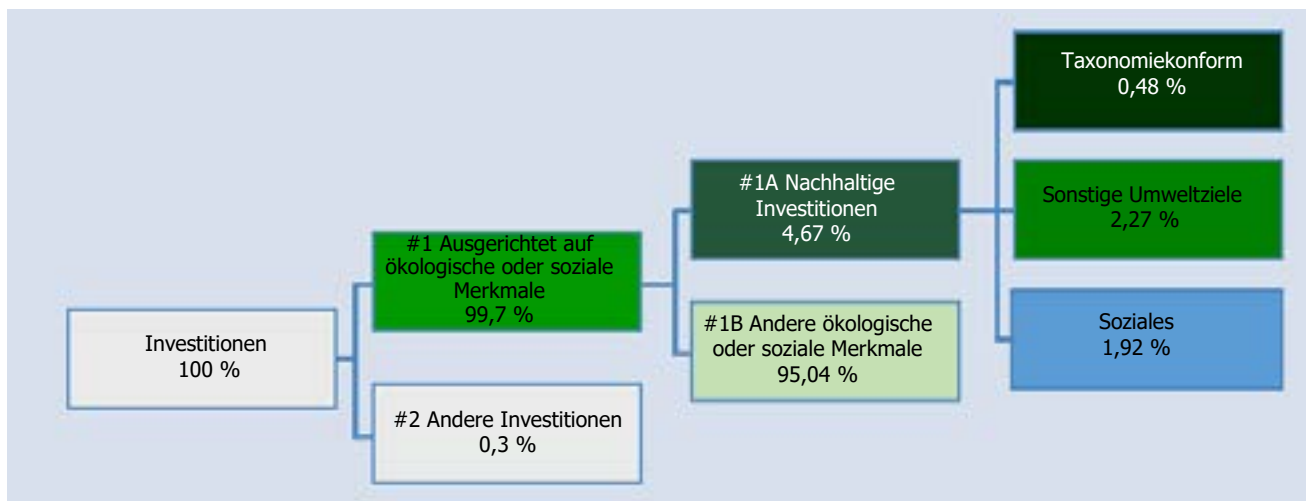 Investitionen
100 %
#1 Ausgerichtet auf
ökologische oder soziale
Merkmale
99,7 %
#2 Andere Investitionen
0,3 %
#1A Nachhaltige
Investitionen
4,67 %
#1B Andere ökologische
oder soziale Merkmale
95,04 %
Taxonomiekonform
0,48 %
Sonstige Umweltziele
2,27 %
Soziales
1,92 %